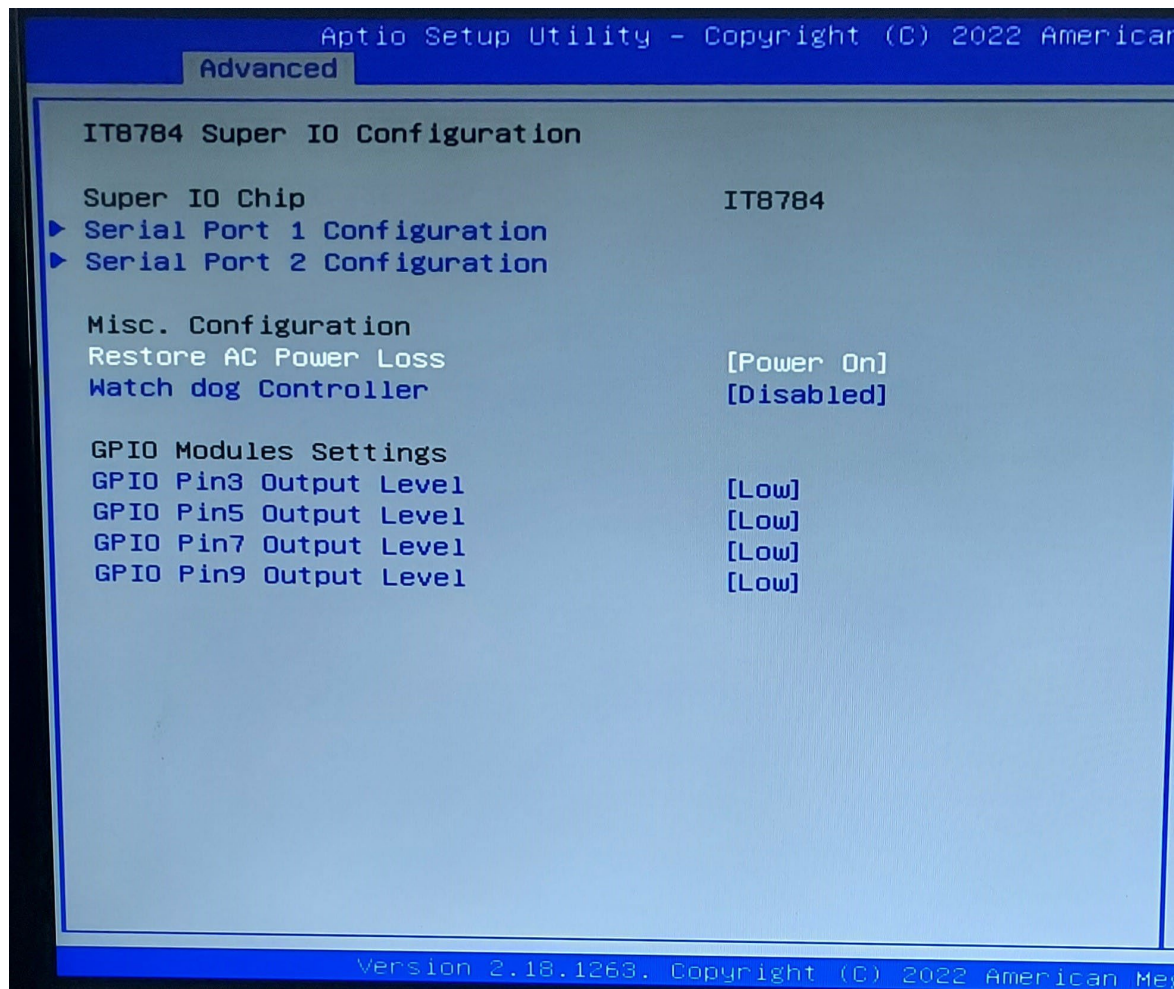 Aptio Setup Utility - Copyright (C) 2022 American
Advanced
IT8784 Super IO Configuration
Super IO Chip IT8784
Serial Port 1 Configuration
Serial Port 2 Configuration
Misc. Configuration
Restore AC Power Loss [Power On]
Watch dog Controller [Disabled]
GPIO Modules Settings
GPIO Pin3 Output Level [Low]
GPIO Pin5 Output Level [Low]
GPIO Pin7 Output Level [Low]
GPIO Pin9 Output Level [Low]
Version 2.18.1263. Copyright (C) 2022 American Me